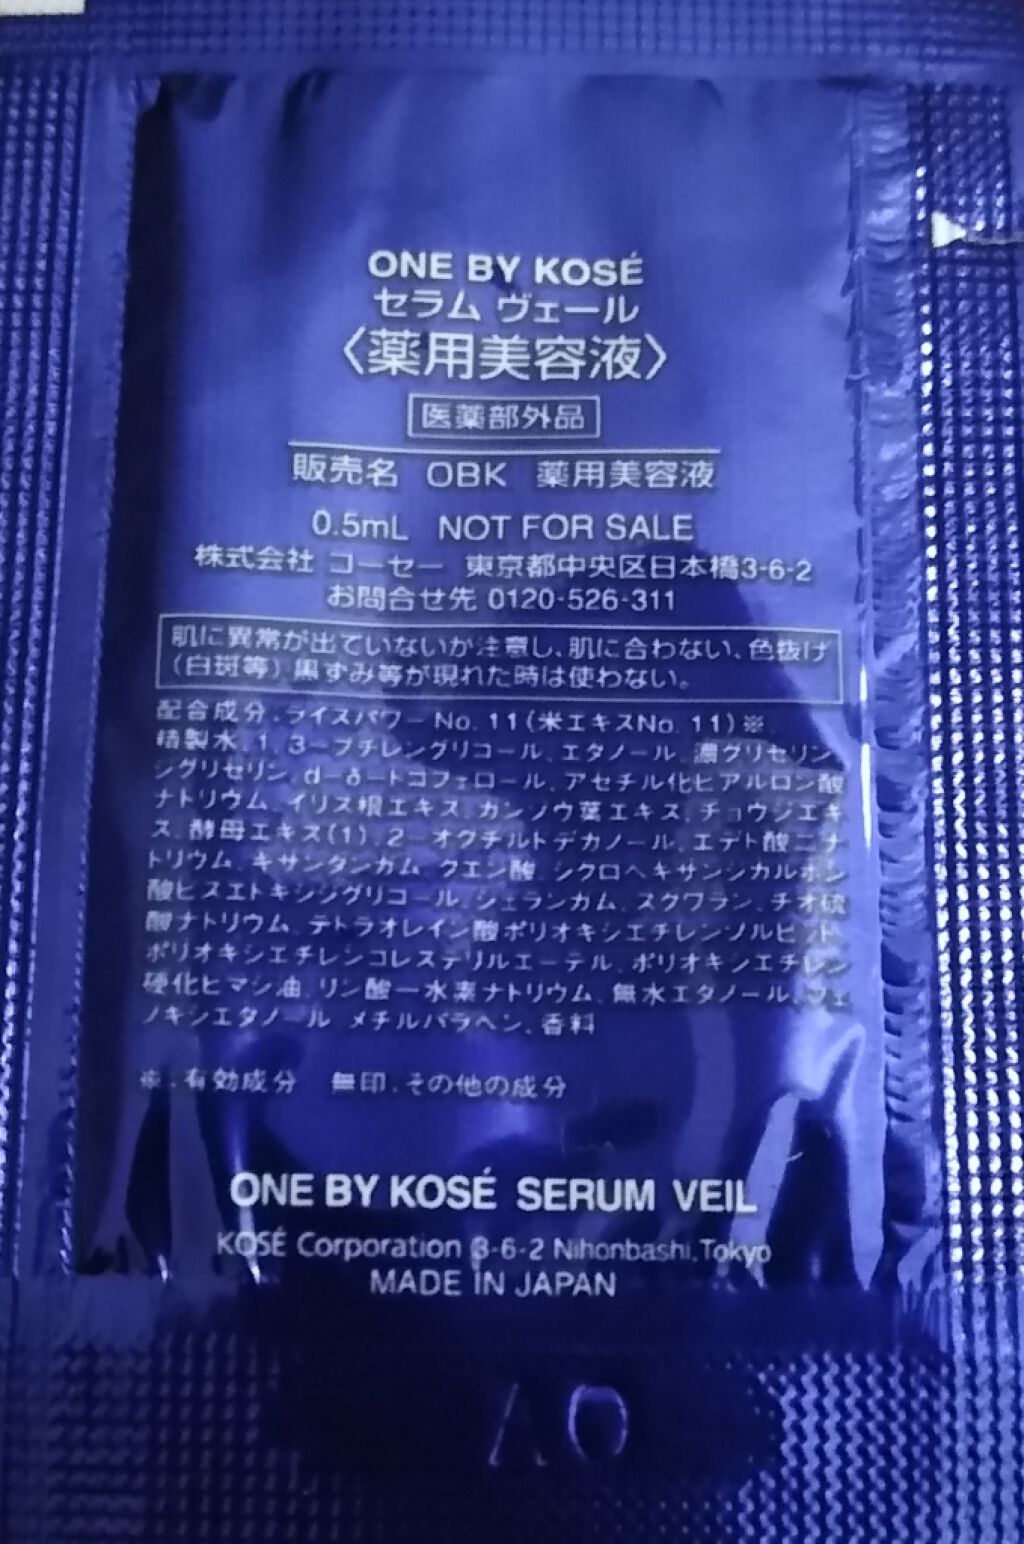 ONE BY KOSÉ
セラム ヴェール
〈薬用美容液〉
医薬部外品
販売名 OBK 薬用美容液
0.5mL NOT FOR SALE
株式会社 コーセー 東京都中央区日本橋3-6-2
お問合せ先 0120-526-311
肌に異常が出ていないか注意し、肌に合わない、色抜け
(白斑等)黒ずみ等が現れた時は使わない。
配合成分.ライスパワーNo. 11(米エキスNo. 11)※、
精製水、1,3-ブチレングリコール、エタノール、濃グリセリン、
ジグリセリン、d-δ-トコフェロール、アセチル化ヒアルロン酸
ナトリウム、イリス根エキス、カンゾウ葉エキス、チョウジエキ
ス、酵母エキス(1)、2-オクチルドデカノール、エデト酸二ナ
トリウム、キサンタンガム、クエン酸、シクロヘキサンジカルボン
酸ビスエトキシジグリコール、ジェランガム、スクワラン、チオ硫
酸ナトリウム、テトラオレイン酸ポリオキシエチレンソルビット、
ポリオキシエチレンコレステリルエーテル、ポリオキシエチレン
硬化ヒマシ油、リン酸一水素ナトリウム、無水エタノール、フェ
ノキシエタノール、メチルパラベン、香料
※.有効成分 無印.その他の成分
ONE BY KOSÉ SERUM VEIL
KOSÉ Corporation 3-6-2 Nihonbashi,Tokyo
MADE IN JAPAN